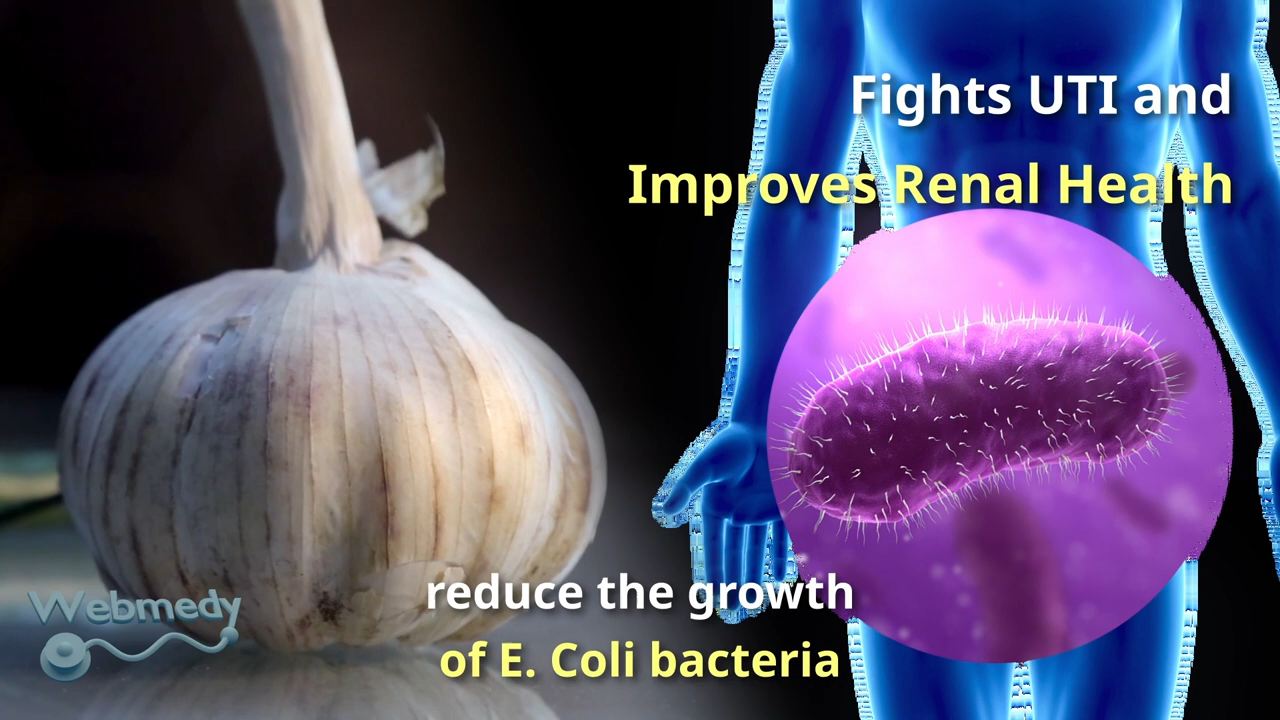 Fights UTI and
Improves Renal Health
reduce the growth
of E. Coli bacteria
Webmedy